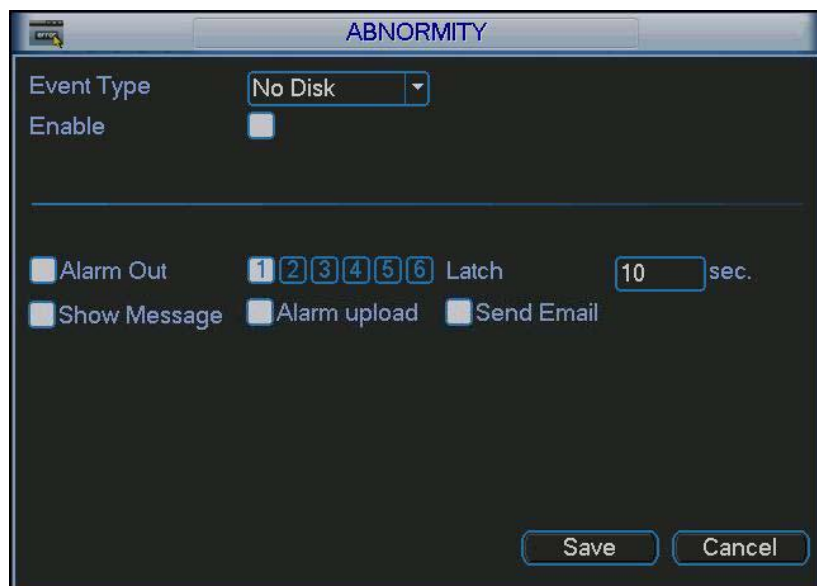 ABNORMITY
Event Type No Disk
Enable
Alarm Out 1 2 3 4 5 6 Latch 10 sec.
Show Message Alarm upload Send Email
Save Cancel